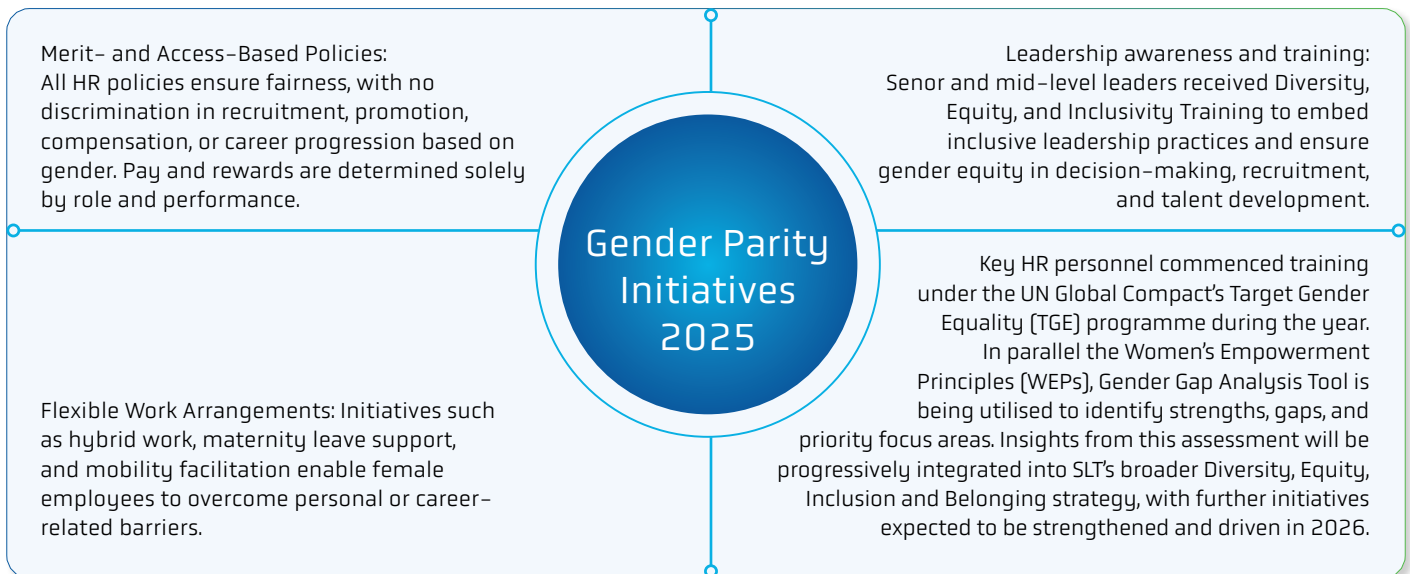 Merit- and Access-Based Policies:
All HR policies ensure fairness, with no
discrimination in recruitment, promotion,
compensation, or career progression based on
gender. Pay and rewards are determined solely
by role and performance.
Leadership awareness and training:
Senor and mid-level leaders received Diversity,
Equity, and Inclusivity Training to embed
inclusive leadership practices and ensure
gender equity in decision-making, recruitment,
and talent development.
Gender Parity
Initiatives
2025
Flexible Work Arrangements: Initiatives such
as hybrid work, maternity leave support,
and mobility facilitation enable female
employees to overcome personal or career-
related barriers.
Key HR personnel commenced training
under the UN Global Compact's Target Gender
Equality (TGE) programme during the year.
In parallel the Women's Empowerment
Principles (WEPs), Gender Gap Analysis Tool is
being utilised to identify strengths, gaps, and
priority focus areas. Insights from this assessment will be
progressively integrated into SLT's broader Diversity, Equity,
Inclusion and Belonging strategy, with further initiatives
expected to be strengthened and driven in 2026.